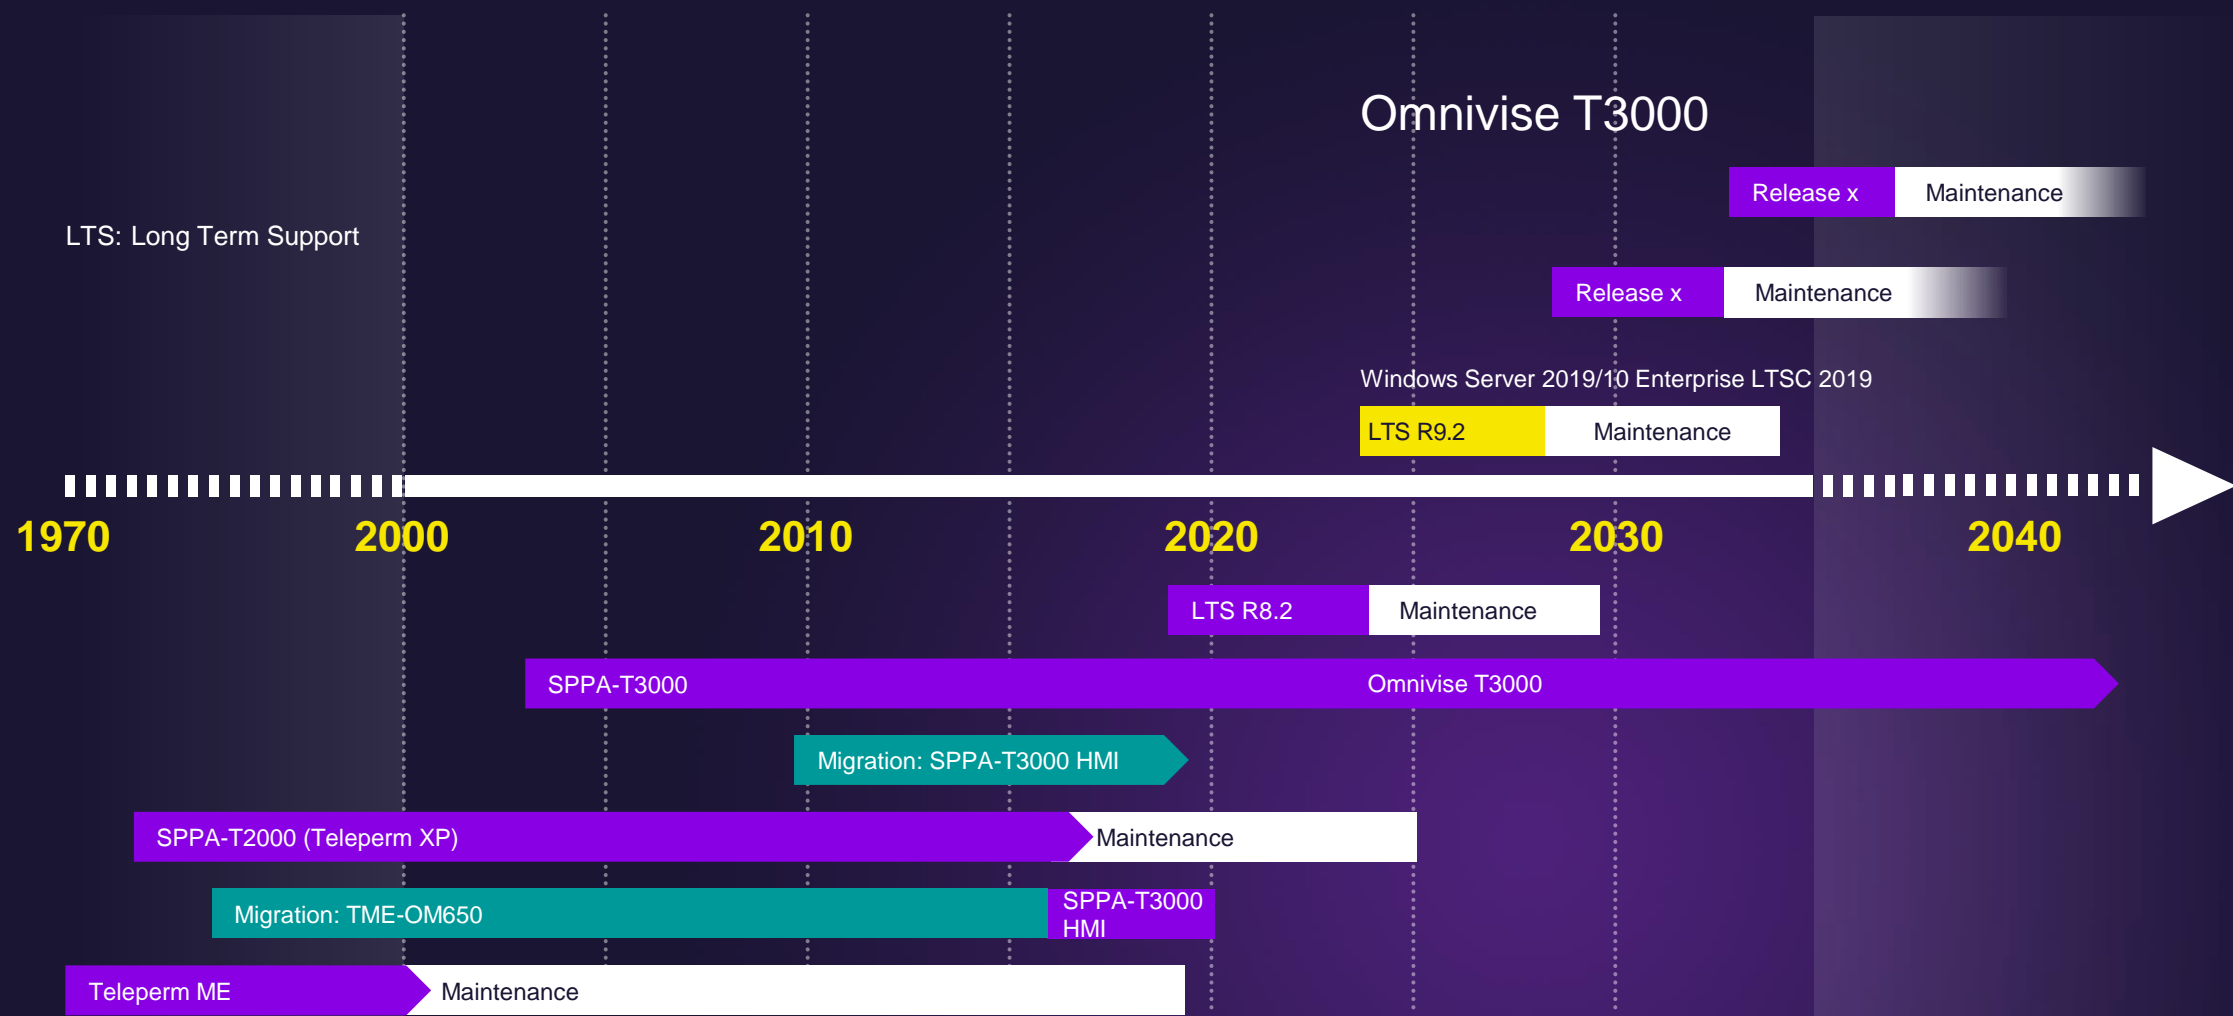 Omnivise T3000
Release x
Maintenance
LTS: Long Term Support
Release x
Maintenance
Windows Server 2019/10 Enterprise LTSC 2019
LTS R9.2
Maintenance
1970
2000
2010
2020
2030
2040
LTS R8.2
Maintenance
SPPA-T3000
Omnivise T3000
Migration: SPPA-T3000 HMI
SPPA-T2000 (Teleperm XP)
Maintenance
Migration: TME-OM650
SPPA-T3000
HMI
Teleperm ME
Maintenance